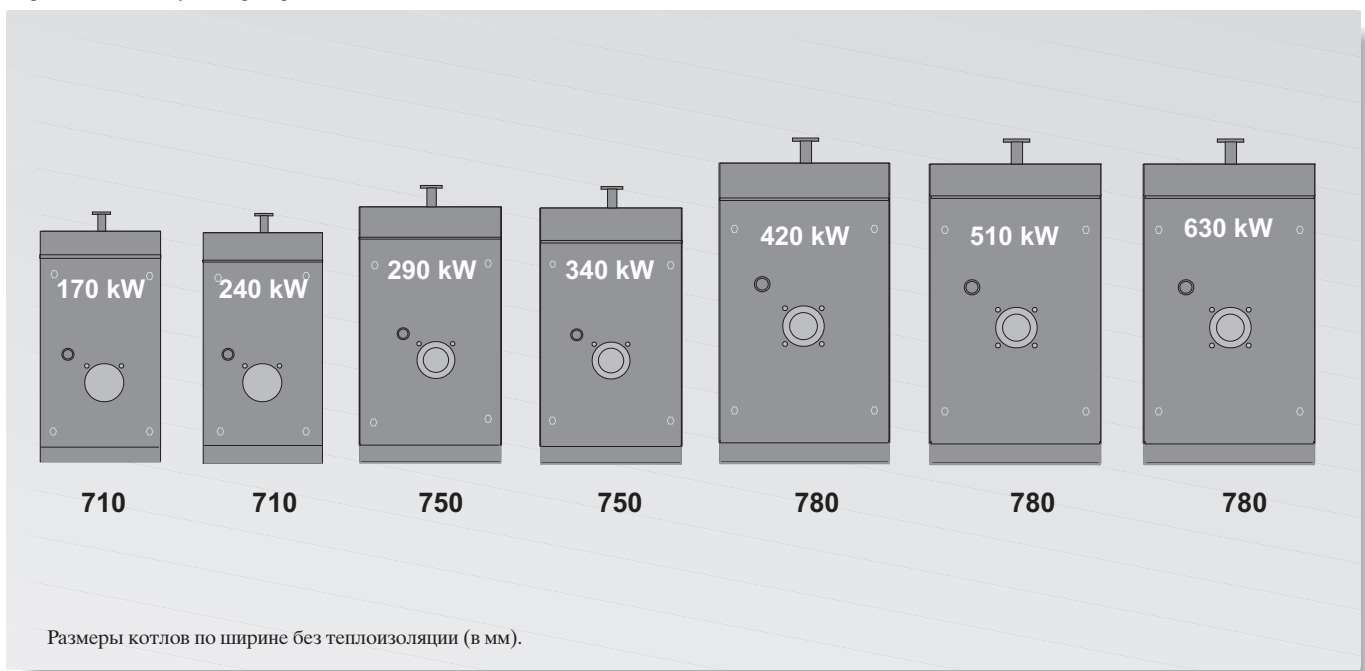 170 kW 240 kW 290 kW 340 kW 420 kW 510 kW 630 kW
710 710 750 750 780 780 780
Размеры котлов по ширине без теплоизоляции (в мм).